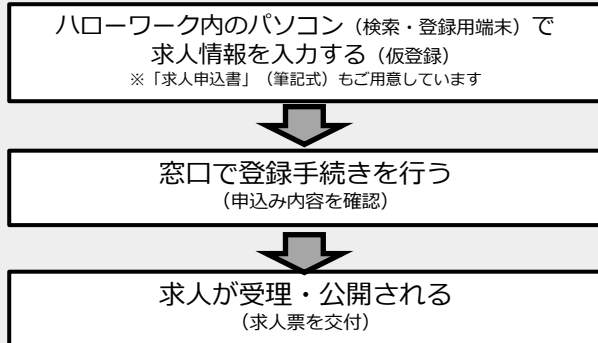 ハローワーク内のパソコン（検索・登録用端末）で
求人情報を入力する（仮登録）
※「求人申込書」（筆記式）もご用意しています
窓口で登録手続きを行う
（申込み内容を確認）
求人が受理・公開される
（求人票を交付）